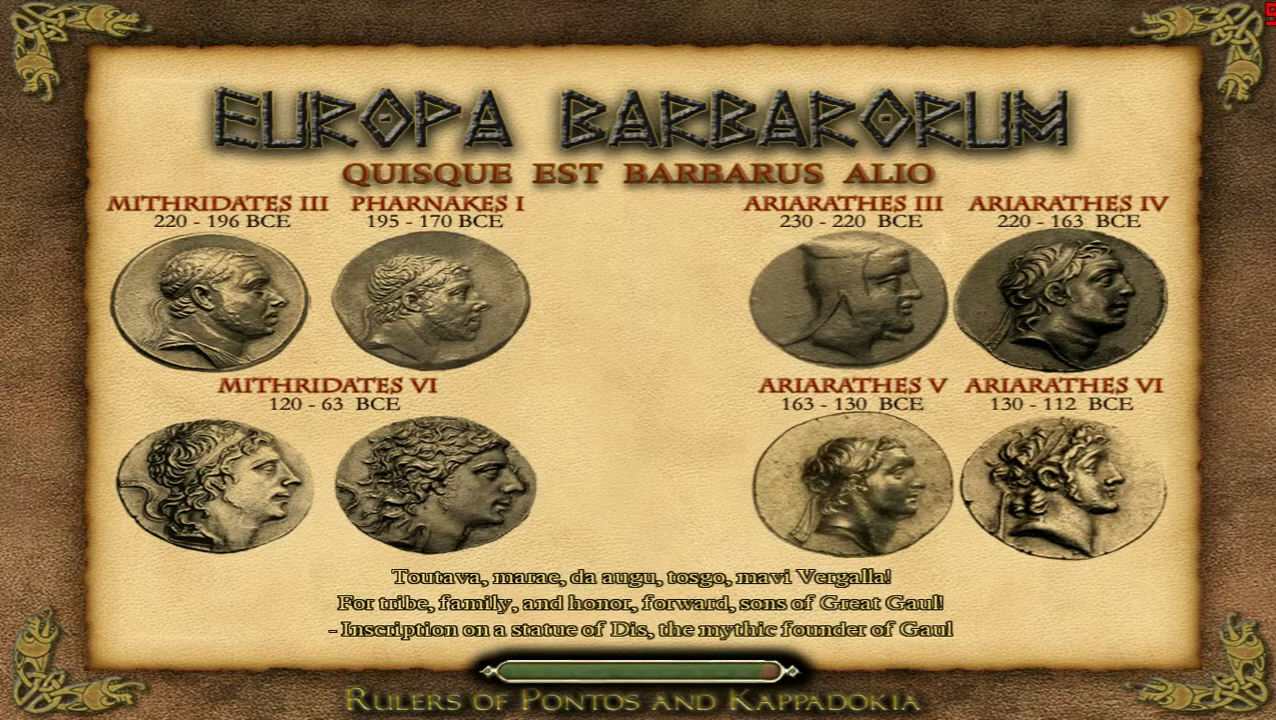 EUROPA BARBARORUM
QUISQUE EST BARBARUS ALIO
MITHRIDATES III PHARNAKES I ARIARATHES III ARIARATHES IV
220 - 196 BCE 195 - 170 BCE 230 - 220 BCE 220 - 163 BCE
MITHRIDATES VI ARIARATHES V ARIARATHES VI
120 - 63 BCE 163 - 130 BCE 130 - 112 BCE
Toutava, marae, da augu, tosgo, mavi Vergalla!
For tribe, family, and honor, forward, sons of Great Gaul!
- Inscription on a statue of Dis, the mythic founder of Gaul
RULERS OF PONTOS AND KAPPADOKIA